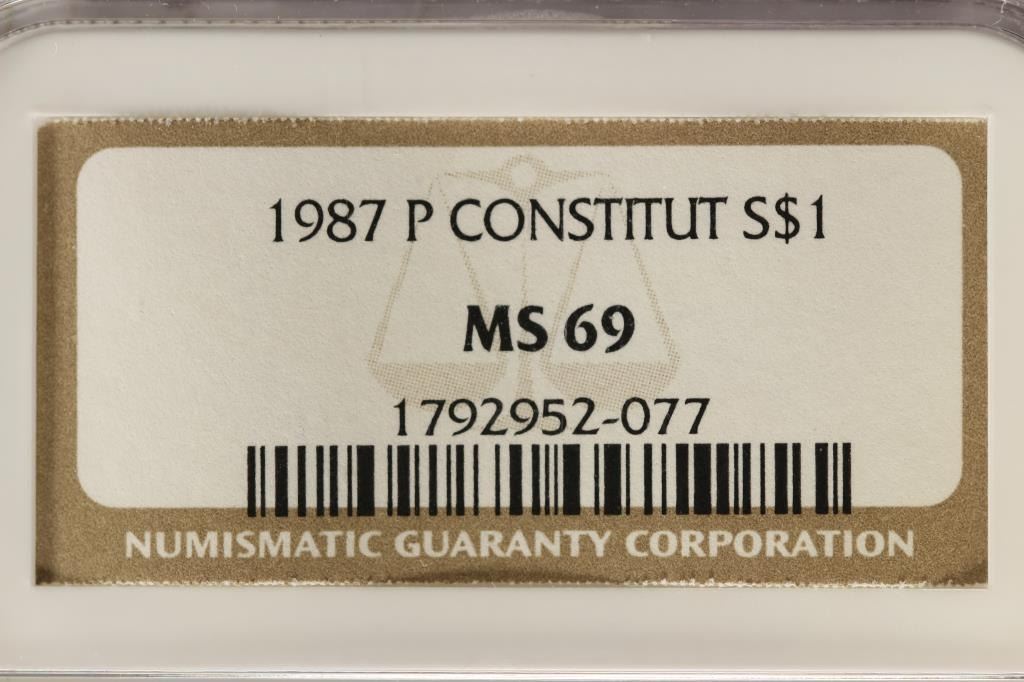 1987 P CONSTITUT S$1
MS 69
1792952-077
NUMISMATIC GUARANTY CORPORATION